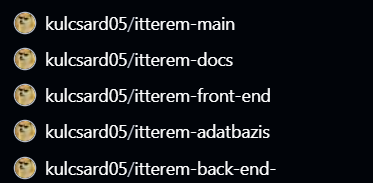 kulcsard05/itterem-main
kulcsard05/itterem-docs
kulcsard05/itterem-front-end
kulcsard05/itterem-adatbazis
kulcsard05/itterem-back-end-